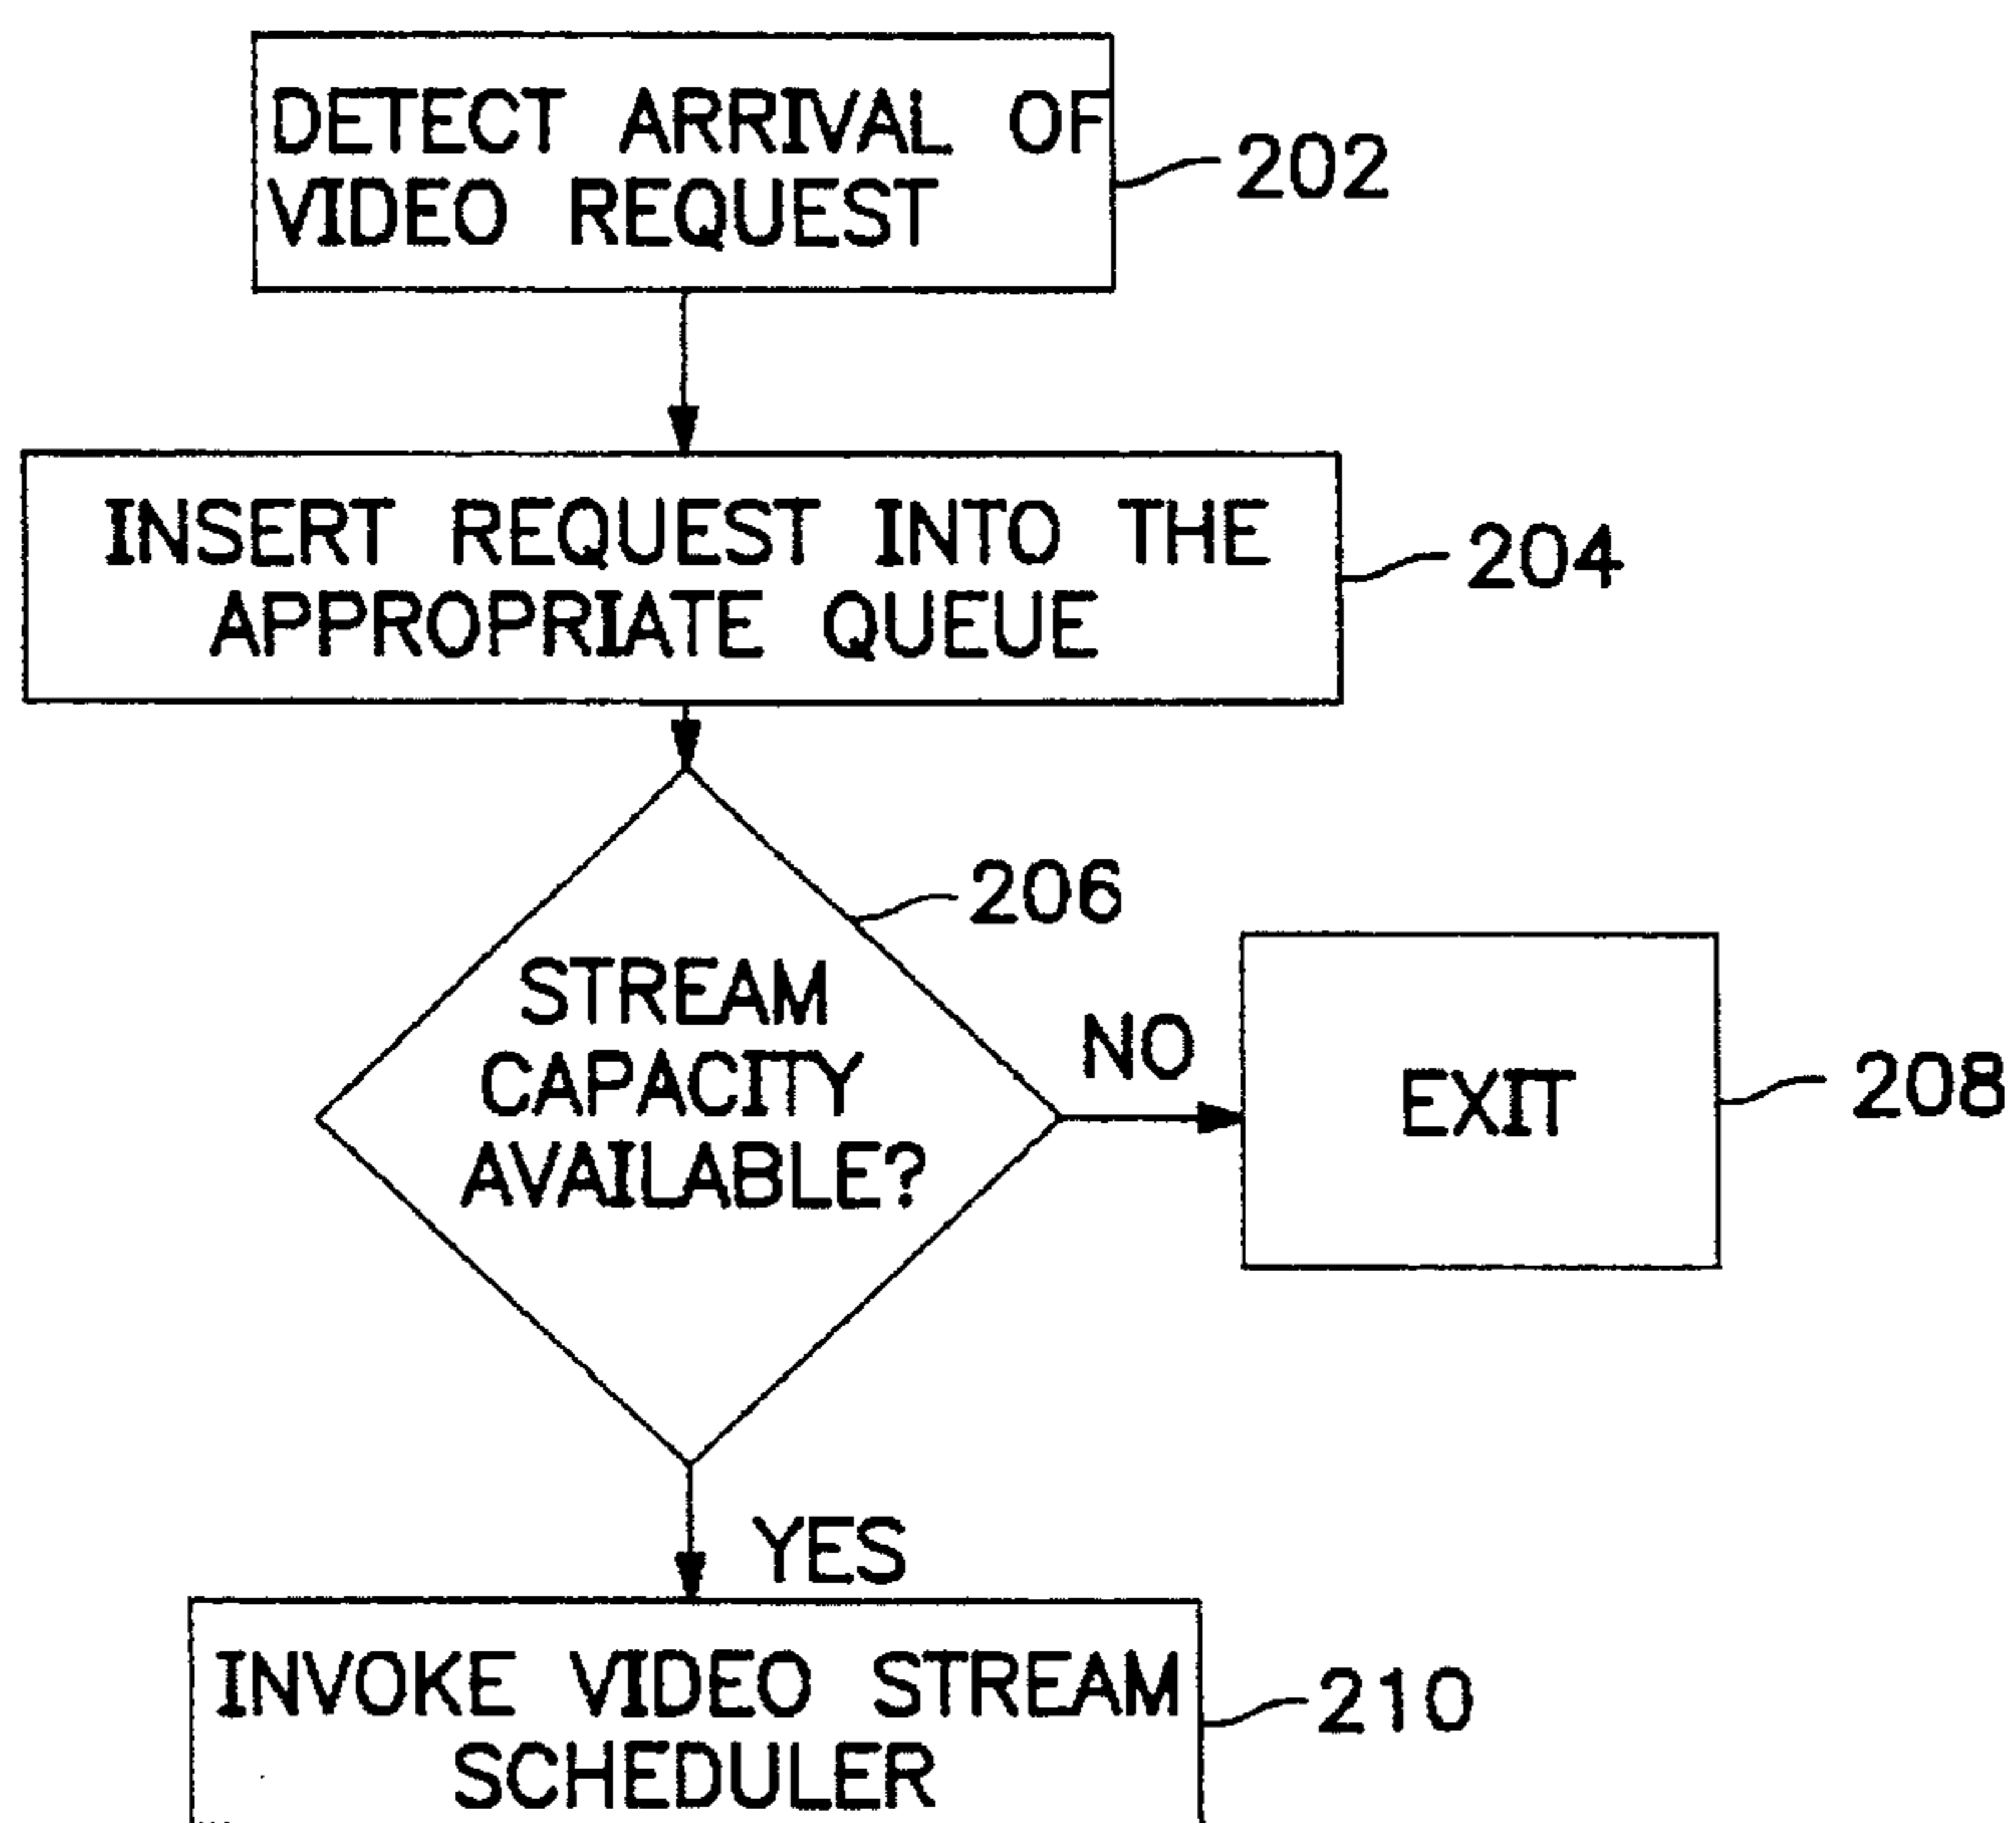 DETECT ARRIVAL OF
VIDEO REQUEST
202
INSERT REQUEST INTO THE
APPROPRIATE QUEUE
204
206
STREAM
CAPACITY
AVAILABLE?
NO
EXIT
208
YES
INVOKE VIDEO STREAM
SCHEDULER
210